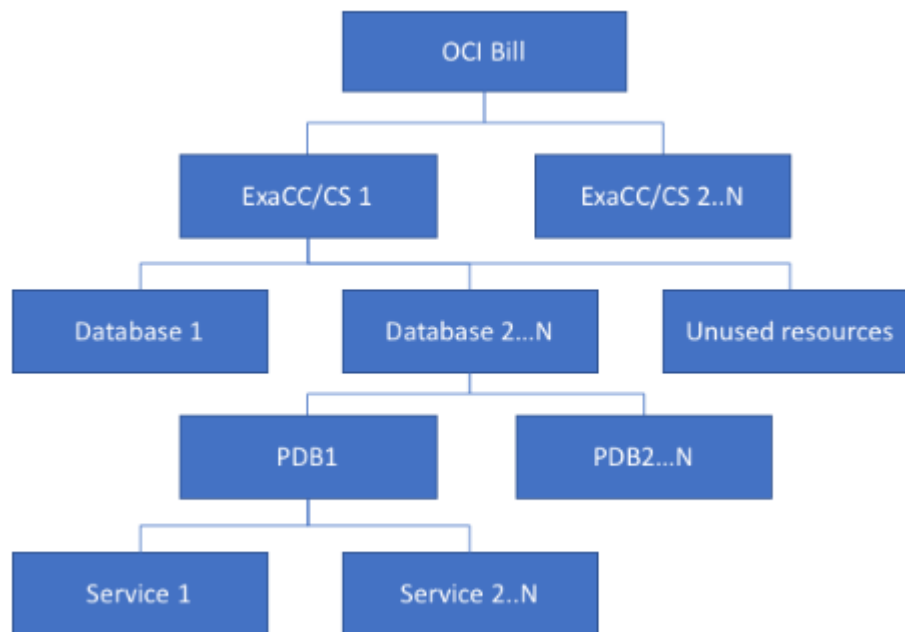 OCI Bill
ExaCC/CS 1
ExaCC/CS 2..N
Database 1
Database 2...N
Unused resources
PDB1
PDB2...N
Service 1
Service 2..N